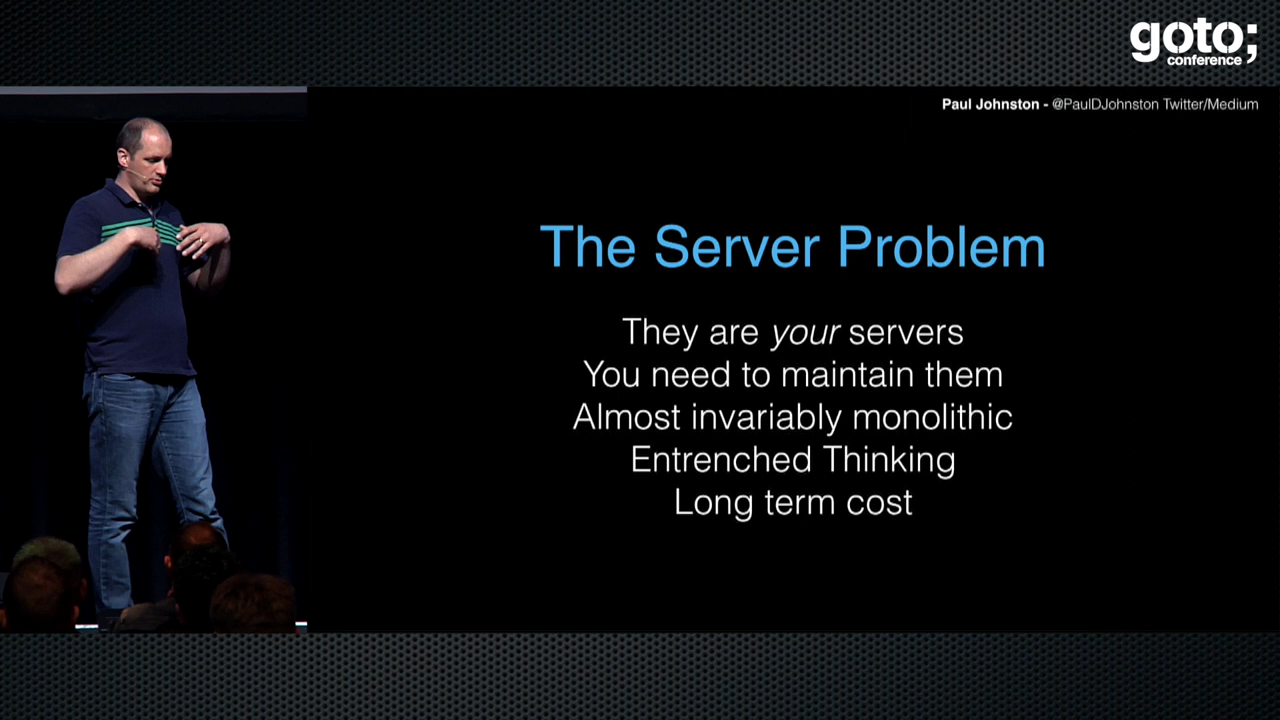 goto;
conference
Paul Johnston - @PaulDJohnston Twitter/Medium
The Server Problem
They are your servers
You need to maintain them
Almost invariably monolithic
Entrenched Thinking
Long term cost